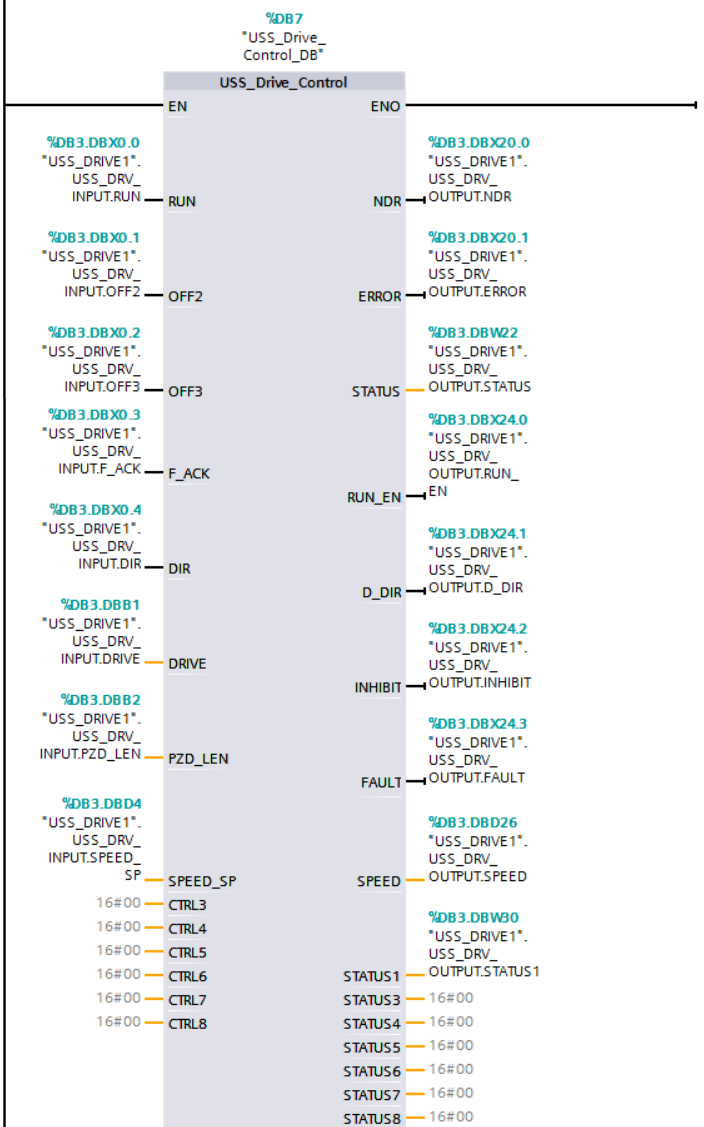 %DB7
"USS_Drive_
Control_DB"
USS_Drive_Control
EN
ENO
%DB3.DBX0.0
"USS_DRIVE1".
USS_DRV_
INPUT.RUN
RUN
%DB3.DBX20.0
"USS_DRIVE1".
USS_DRV_
OUTPUT.NDR
NDR
%DB3.DBX0.1
"USS_DRIVE1".
USS_DRV_
INPUT.OFF2
OFF2
%DB3.DBX20.1
"USS_DRIVE1".
USS_DRV_
OUTPUT.ERROR
ERROR
%DB3.DBX0.2
"USS_DRIVE1".
USS_DRV_
INPUT.OFF3
OFF3
%DB3.DBW22
"USS_DRIVE1".
USS_DRV_
OUTPUT.STATUS
STATUS
%DB3.DBX0.3
"USS_DRIVE1".
USS_DRV_
INPUT.F_ACK
F_ACK
%DB3.DBX24.0
"USS_DRIVE1".
USS_DRV_
OUTPUT.RUN_
EN
RUN_EN
%DB3.DBX0.4
"USS_DRIVE1".
USS_DRV_
INPUT.DIR
DIR
%DB3.DBX24.1
"USS_DRIVE1".
USS_DRV_
OUTPUT.D_DIR
D_DIR
%DB3.DBB1
"USS_DRIVE1".
USS_DRV_
INPUT.DRIVE
DRIVE
%DB3.DBX24.2
"USS_DRIVE1".
USS_DRV_
OUTPUT.INHIBIT
INHIBIT
%DB3.DBB2
"USS_DRIVE1".
USS_DRV_
INPUT.PZD_LEN
PZD_LEN
%DB3.DBX24.3
"USS_DRIVE1".
USS_DRV_
OUTPUT.FAULT
FAULT
%DB3.DBD4
"USS_DRIVE1".
USS_DRV_
INPUT.SPEED_
SP
SPEED_SP
%DB3.DBD26
"USS_DRIVE1".
USS_DRV_
OUTPUT.SPEED
SPEED
16#00 CTRL3
16#00 CTRL4
16#00 CTRL5
16#00 CTRL6
16#00 CTRL7
16#00 CTRL8
%DB3.DBW30
"USS_DRIVE1".
USS_DRV_
OUTPUT.STATUS1
STATUS1
STATUS3 16#00
STATUS4 16#00
STATUS5 16#00
STATUS6 16#00
STATUS7 16#00
STATUS8 16#00